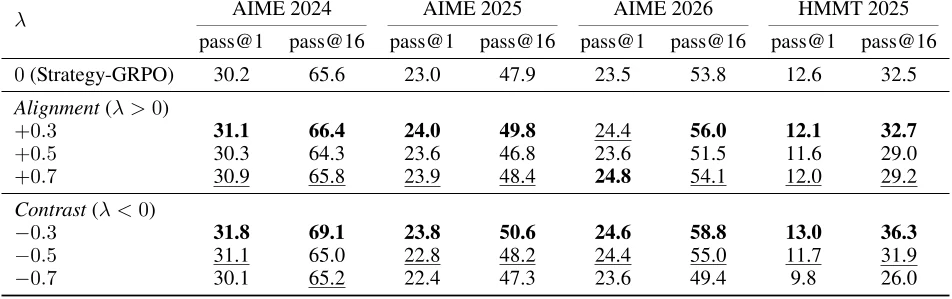 λ AIME 2024 AIME 2025 AIME 2026 HMMT 2025
pass@1 pass@16 pass@1 pass@16 pass@1 pass@16 pass@1 pass@16
0 (Strategy-GRPO) 30.2 65.6 23.0 47.9 23.5 53.8 12.6 32.5
Alignment (λ > 0)
+0.3 31.1 66.4 24.0 49.8 24.4 56.0 12.1 32.7
+0.5 30.3 64.3 23.6 46.8 23.6 51.5 11.6 29.0
+0.7 30.9 65.8 23.9 48.4 24.8 54.1 12.0 29.2
Contrast (λ < 0)
−0.3 31.8 69.1 23.8 50.6 24.6 58.8 13.0 36.3
−0.5 31.1 65.0 22.8 48.2 24.4 55.0 11.7 31.9
−0.7 30.1 65.2 22.4 47.3 23.6 49.4 9.8 26.0